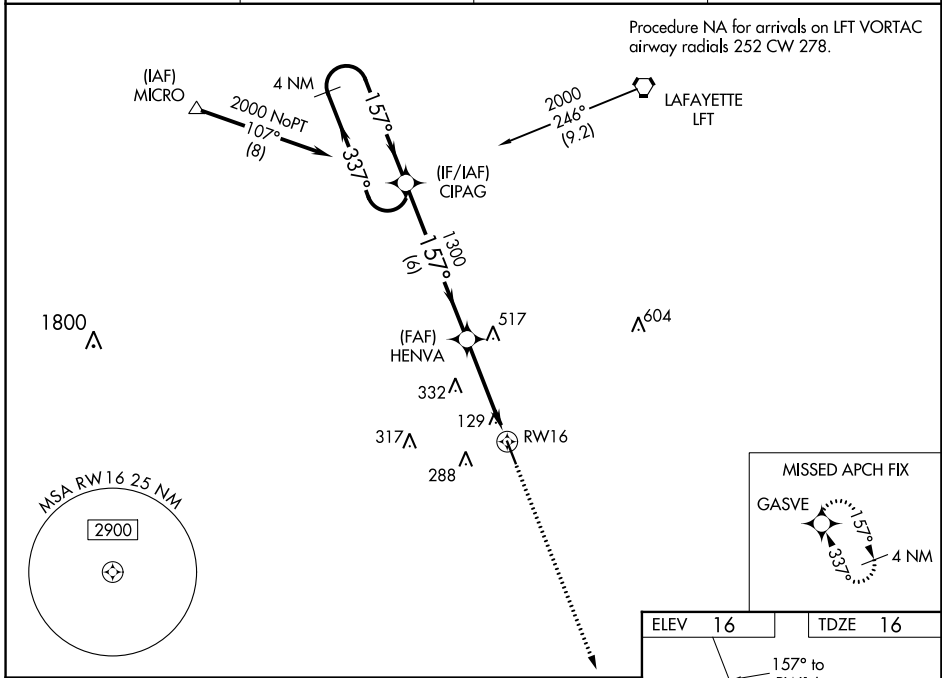 Procedure NA for arrivals on LFT VORTAC
airway radials 252 CW 278.
(IAF)
MICRO
2000 NoPT
107°
(8)
4 NM
157°
337°
2000
246°
(9.2)
LAFAYETTE
LFT
(IF/IAF)
CIPAG
1300
157°
(6)
1800
(FAF)
HENVA
517
604
332
129
RW16
317
288
MSA RW16 25 NM
2900
MISSED APCH FIX
GASVE
157°
337°
4 NM
ELEV 16
TDZE 16
157° to